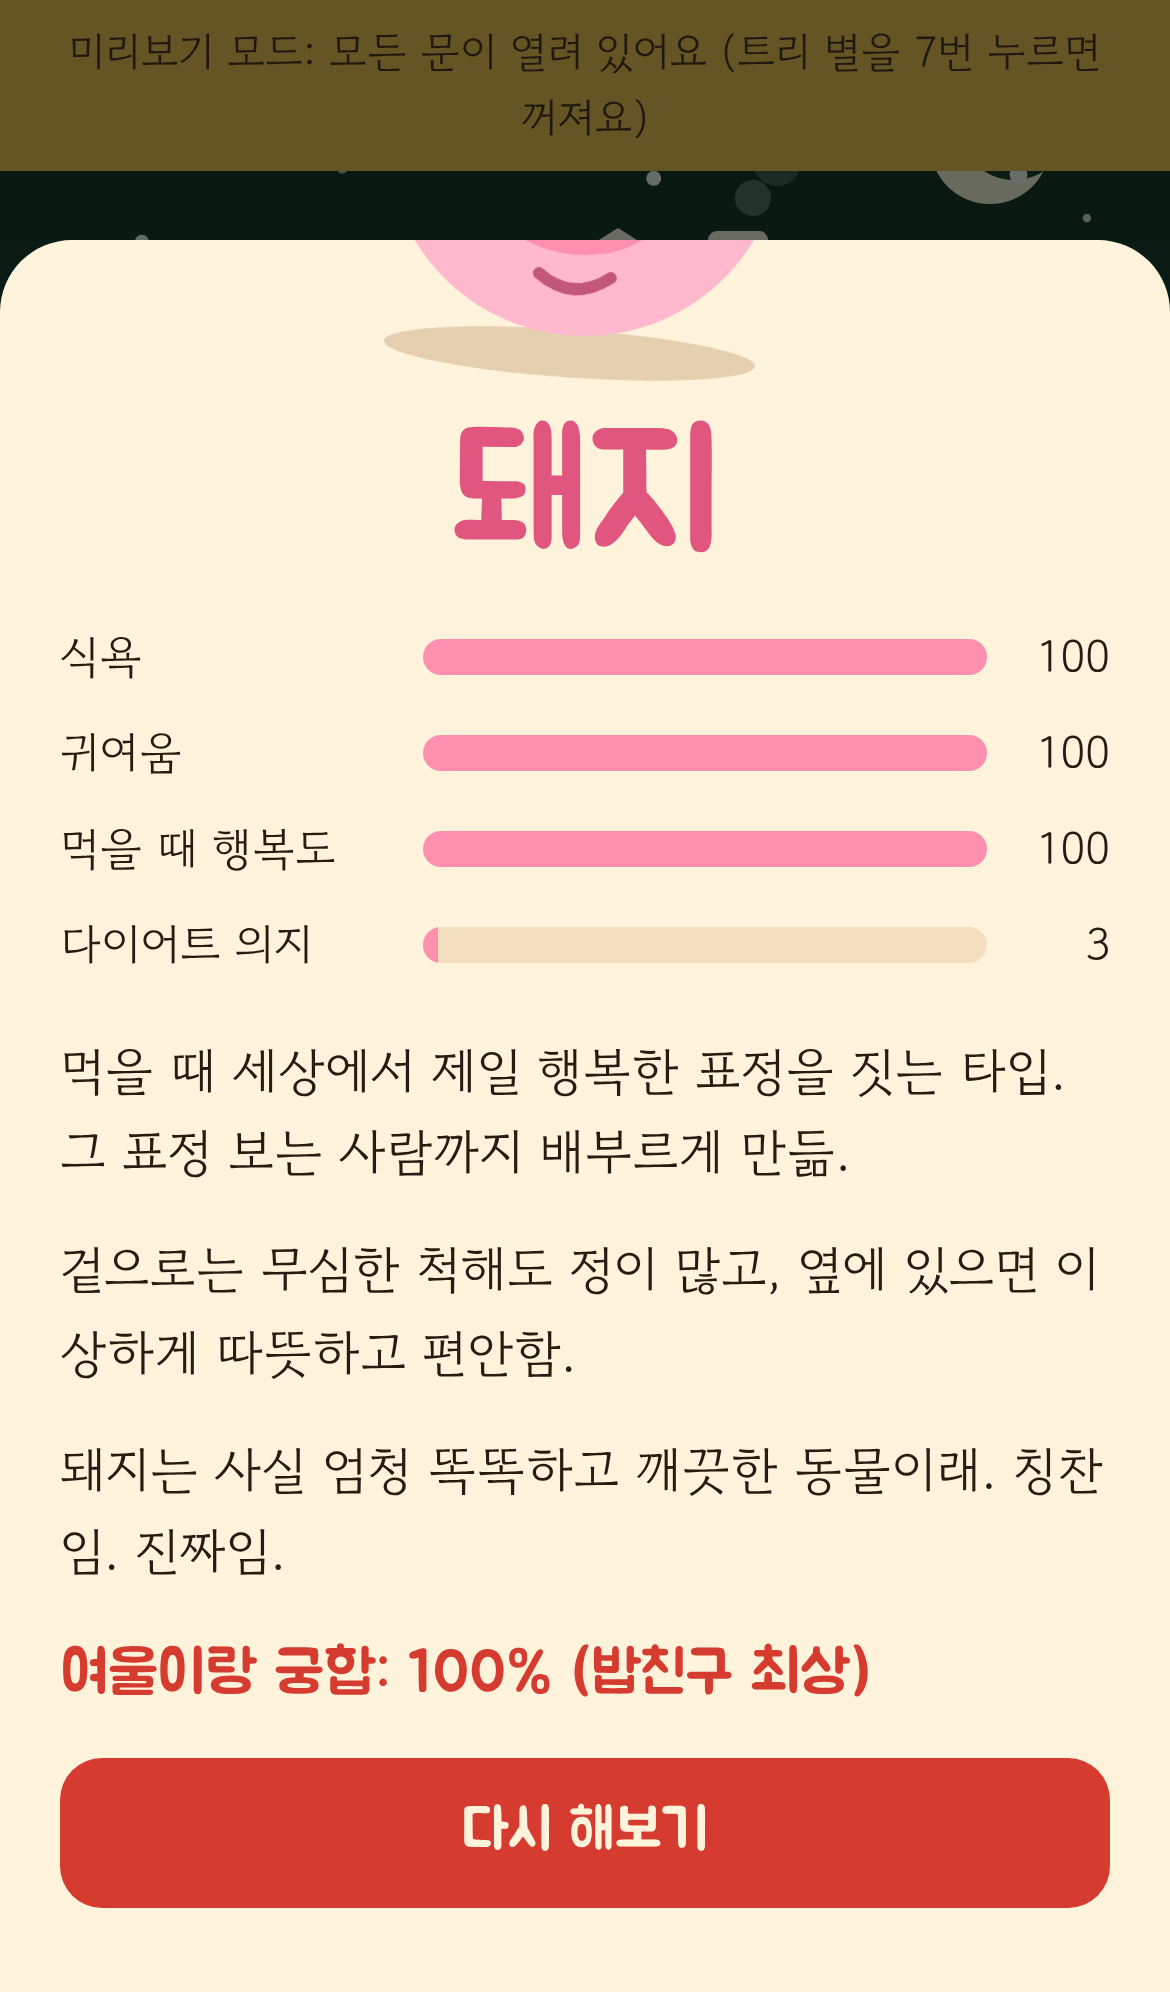 미리보기 모드: 모든 문이 열려 있어요 (트리 별을 7번 누르면
꺼져요)
돼지
식욕 100
귀여움 100
먹을 때 행복도 100
다이어트 의지 3
먹을 때 세상에서 제일 행복한 표정을 짓는 타입.
그 표정 보는 사람까지 배부르게 만듦.
겉으로는 무심한 척해도 정이 많고, 옆에 있으면 이
상하게 따뜻하고 편안함.
돼지는 사실 엄청 똑똑하고 깨끗한 동물이래. 칭찬
임. 진짜임.
여울이랑 궁합: 100% (밥친구 최상)
다시 해보기